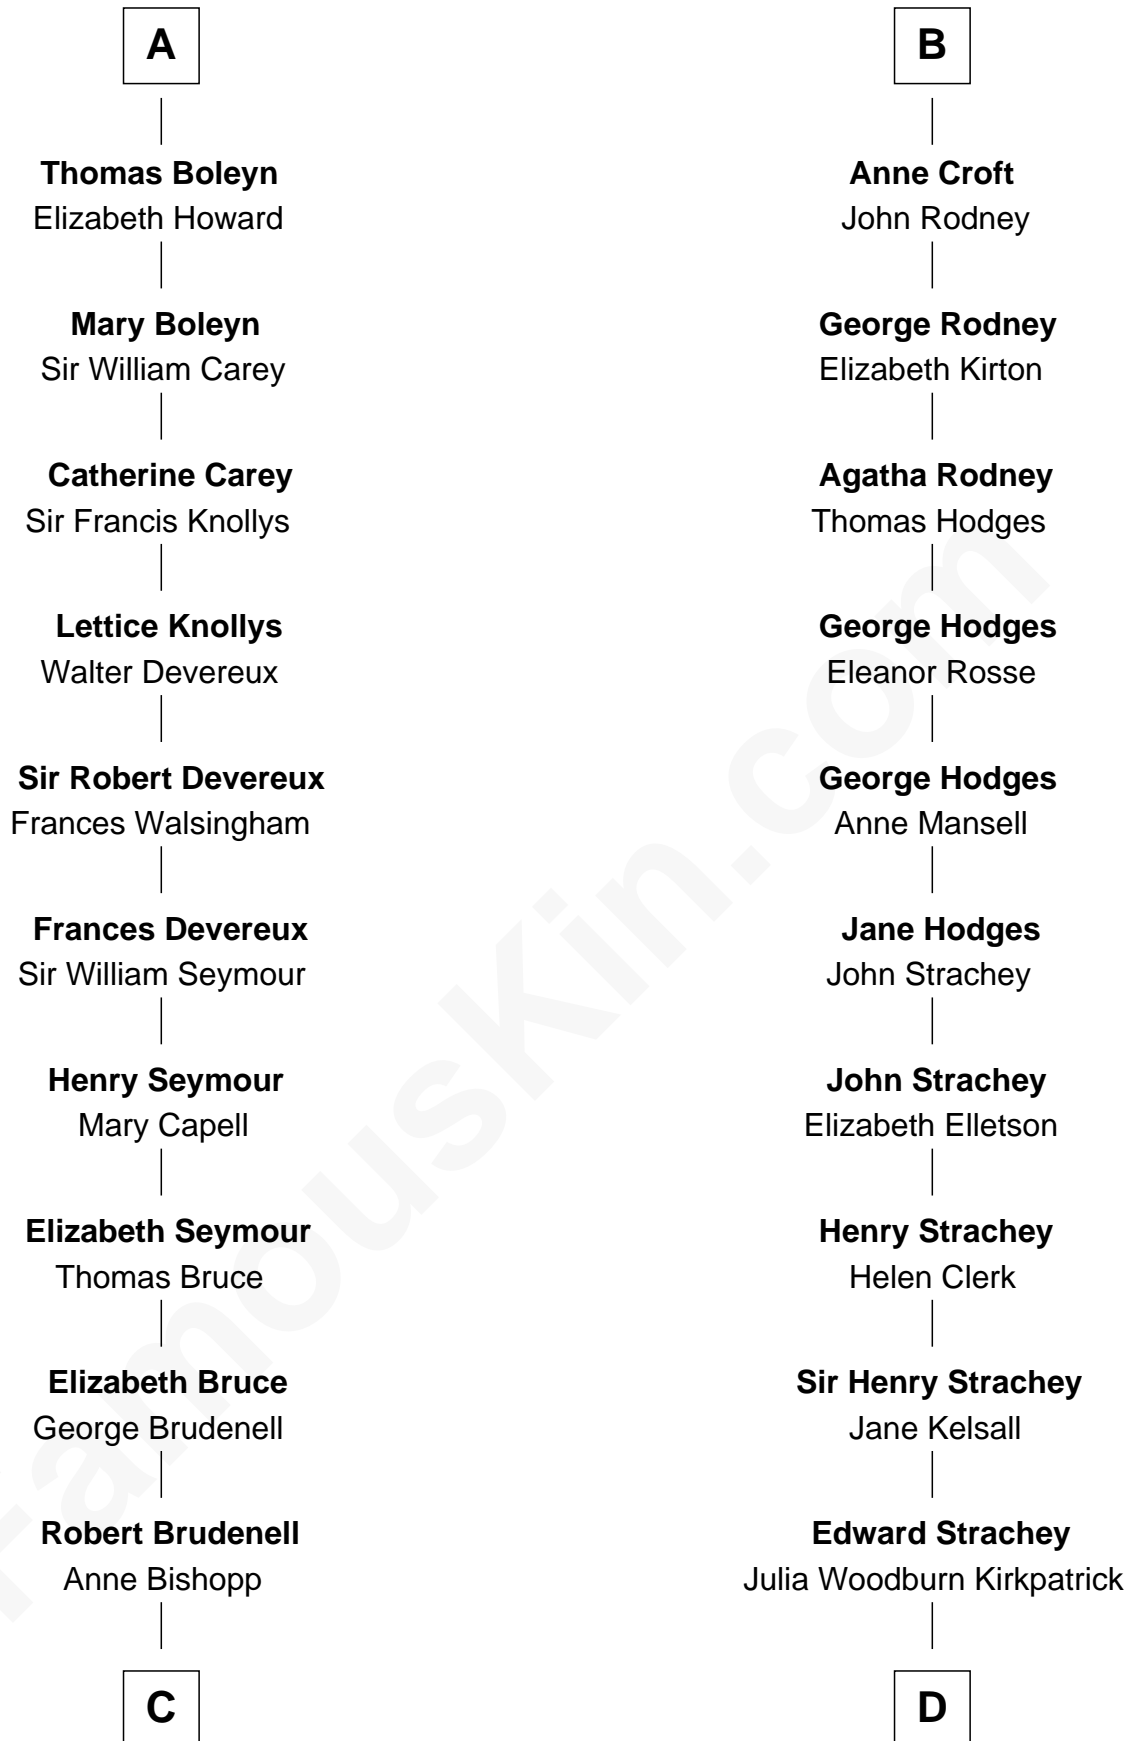 A
Thomas Boleyn
Elizabeth Howard
Mary Boleyn
Sir William Carey
Catherine Carey
Sir Francis Knollys
Lettice Knollys
Walter Devereux
Sir Robert Devereux
Frances Walsingham
Frances Devereux
Sir William Seymour
Henry Seymour
Mary Capell
Elizabeth Seymour
Thomas Bruce
Elizabeth Bruce
George Brudenell
Robert Brudenell
Anne Bishopp
C
B
Anne Croft
John Rodney
George Rodney
Elizabeth Kirton
Agatha Rodney
Thomas Hodges
George Hodges
Eleanor Rosse
George Hodges
Anne Mansell
Jane Hodges
John Strachey
John Strachey
Elizabeth Elletson
Henry Strachey
Helen Clerk
Sir Henry Strachey
Jane Kelsall
Edward Strachey
Julia Woodburn Kirkpatrick
D
FamousKin.com